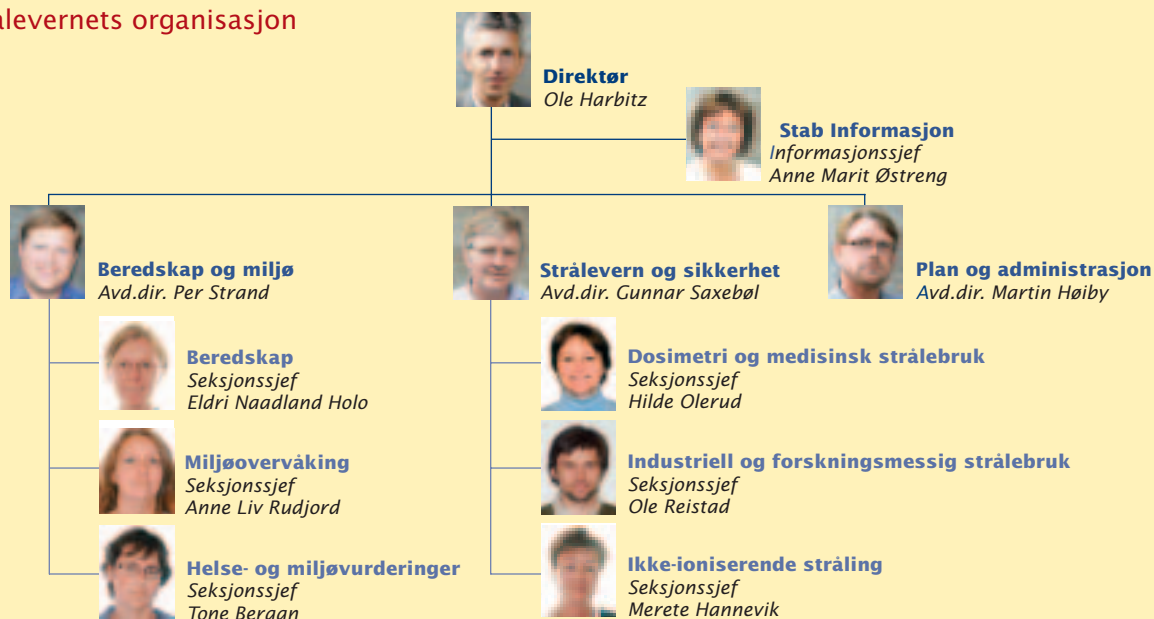 ålevernets organisasjon
Direktør
Ole Harbitz
Stab Informasjon
Informasjonssjef
Anne Marit Østreng
Beredskap og miljø
Avd.dir. Per Strand
Strålevern og sikkerhet
Avd.dir. Gunnar Saxebøl
Plan og administrasjon
Avd.dir. Martin Høiby
Beredskap
Seksjonssjef
Eldri Naadland Holo
Miljøovervåking
Seksjonssjef
Anne Liv Rudjord
Helse- og miljøvurderinger
Seksjonssjef
Tone Bergan
Dosimetri og medisinsk strålebruk
Seksjonssjef
Hilde Olerud
Industriell og forskningsmessig strålebruk
Seksjonssjef
Ole Reistad
Ikke-ioniserende stråling
Seksjonssjef
Merete Hannevik